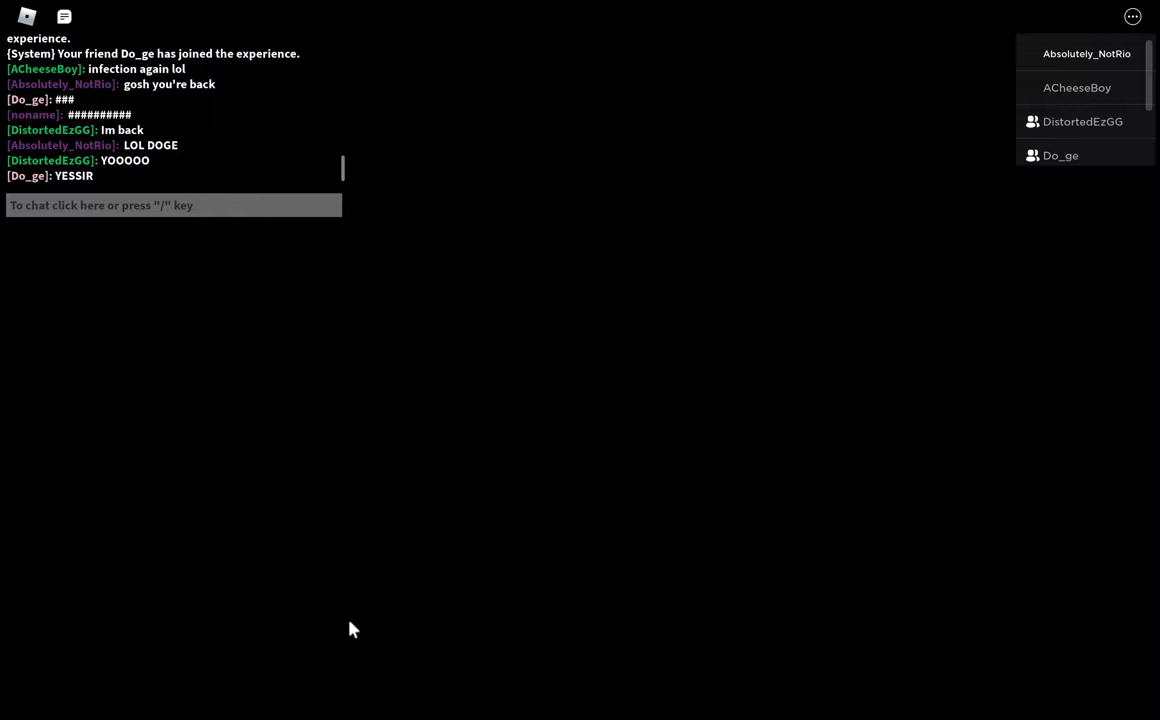 experience.
{System} Your friend Do_ge has joined the experience.
[ACheeseBoy]: infection again lol
[Absolutely_NotRio]: gosh you're back
[Do_ge]: ###
[noname]: ##########
[DistortedEzGG]: Im back
[Absolutely_NotRio]: LOL DOGE
[DistortedEzGG]: YOOOOO
[Do_ge]: YESSIR
To chat click here or press "/" key
Absolutely_NotRio
ACheeseBoy
DistortedEzGG
Do_ge